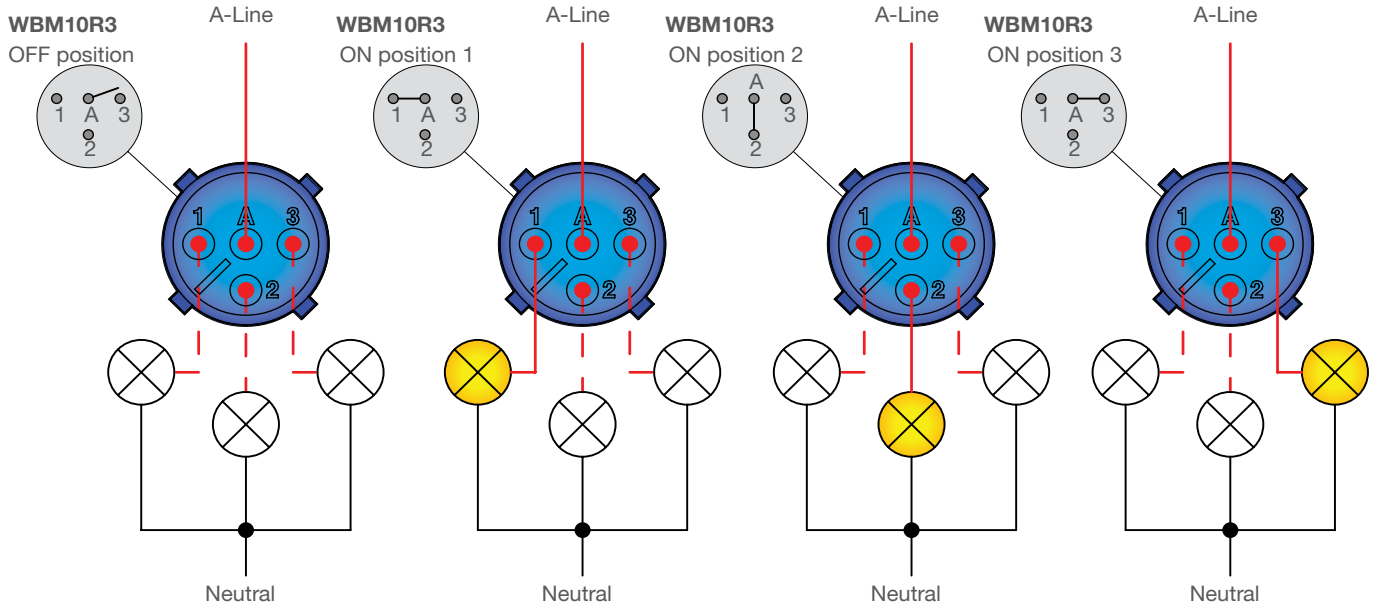 WBM10R3
OFF position
A-Line
1 A 3
2
1 A 3
2
Neutral
WBM10R3
ON position 1
A-Line
1 A 3
2
1 A 3
2
Neutral
WBM10R3
ON position 2
A-Line
A
1 3
2
1 A 3
2
Neutral
WBM10R3
ON position 3
A-Line
1 A 3
2
1 A 3
2
Neutral